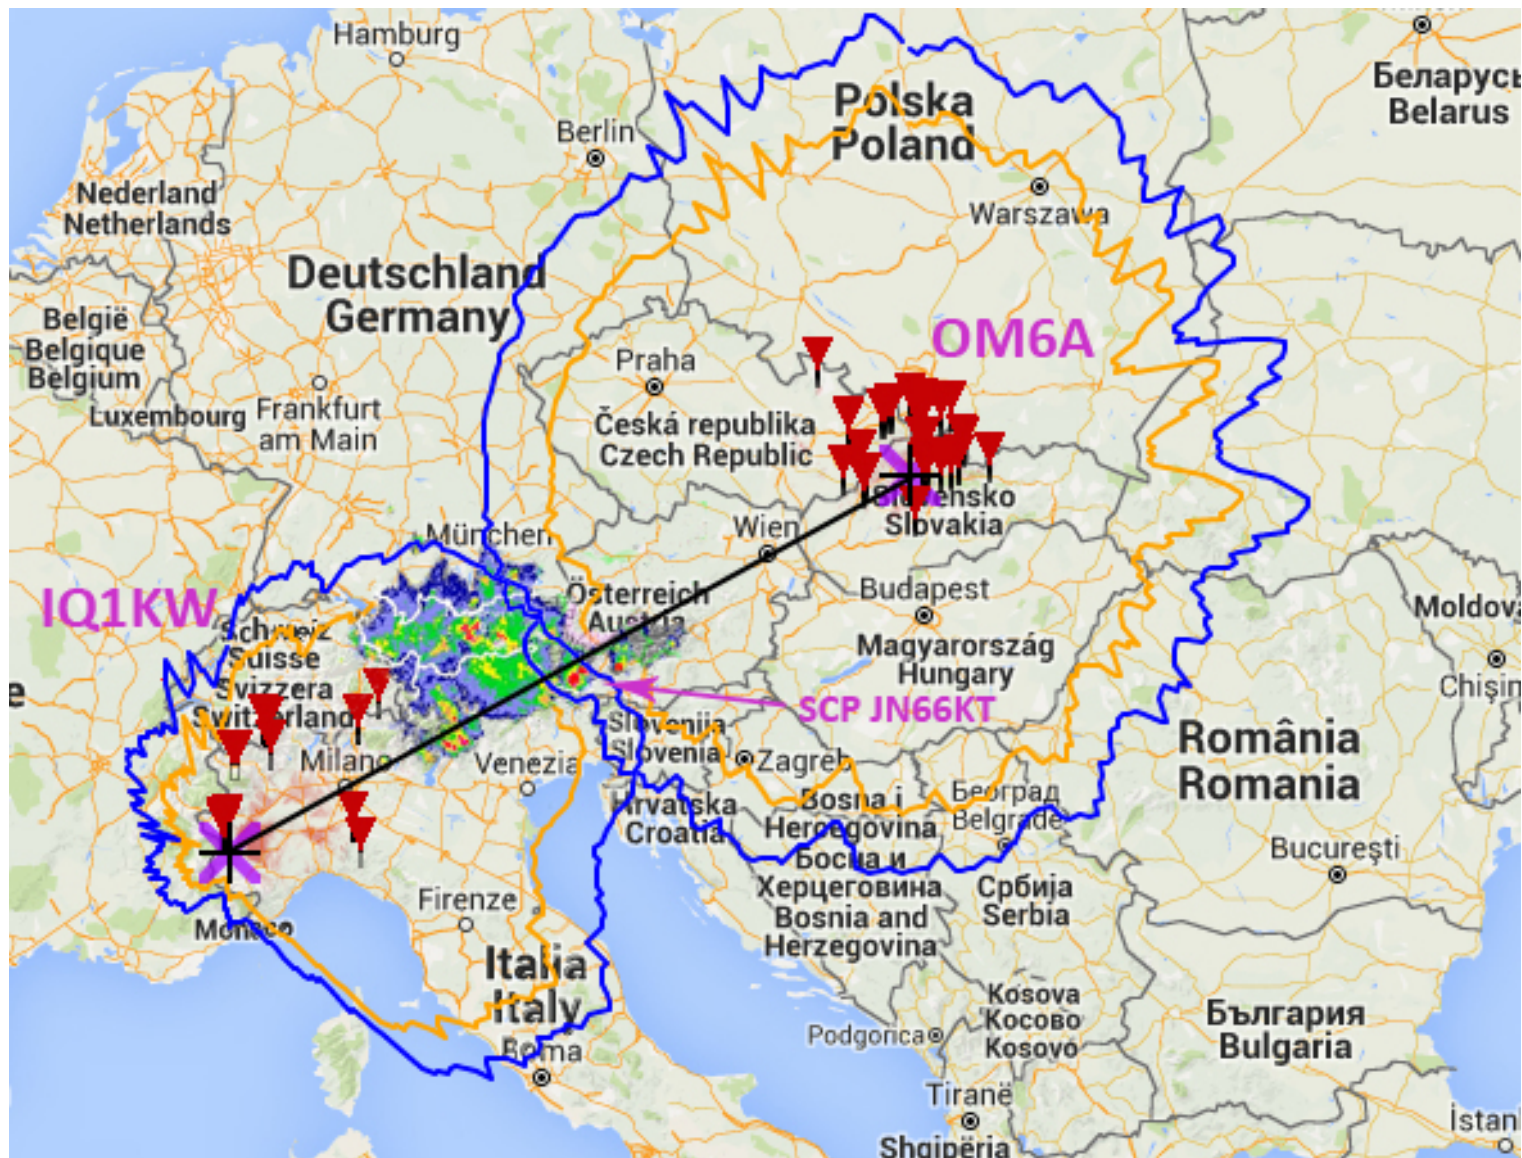 Hamburg
Berlin
Polska
Poland
Беларусь
Belarus
Nederland
Netherlands
Warszawa
Deutschland
Germany
België
Belgique
Belgium
OM6A
Praha
Luxembourg
Frankfurt
am Main
Česká republika
Czech Republic
Slovensko
Slovakia
München
Wien
IQ1KW
Österreich
Austria
Budapest
Moldova
Schweiz
Suisse
Svizzera
Switzerland
Magyarország
Hungary
SCP JN66KT
Slovenija
Slovenia
România
Romania
Milano
Venezia
Zagreb
Hrvatska
Croatia
Bosna i
Hercegovina
Босна и
Херцеговина
Bosnia and
Herzegovina
Београд
Belgrade
București
Firenze
Србија
Serbia
Monaco
Italia
Italy
Kosova
Косово
Kosovo
България
Bulgaria
Podgorica
Roma
Tiranë
Shqipëria